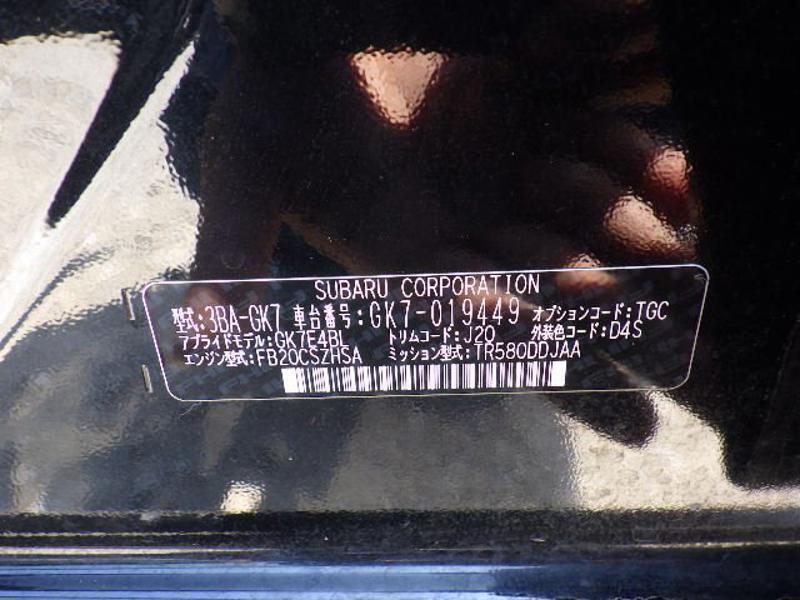 SUBARU CORPORATION
型式:3BA-GK7 車台番号:GK7-019449 オプションコード:TGC
アプライドモデル:GK7E4BL トリムコード:J20 外装色コード:D4S
エンジン型式:FB20CSZHSA ミッション型式:TR580DDJAA